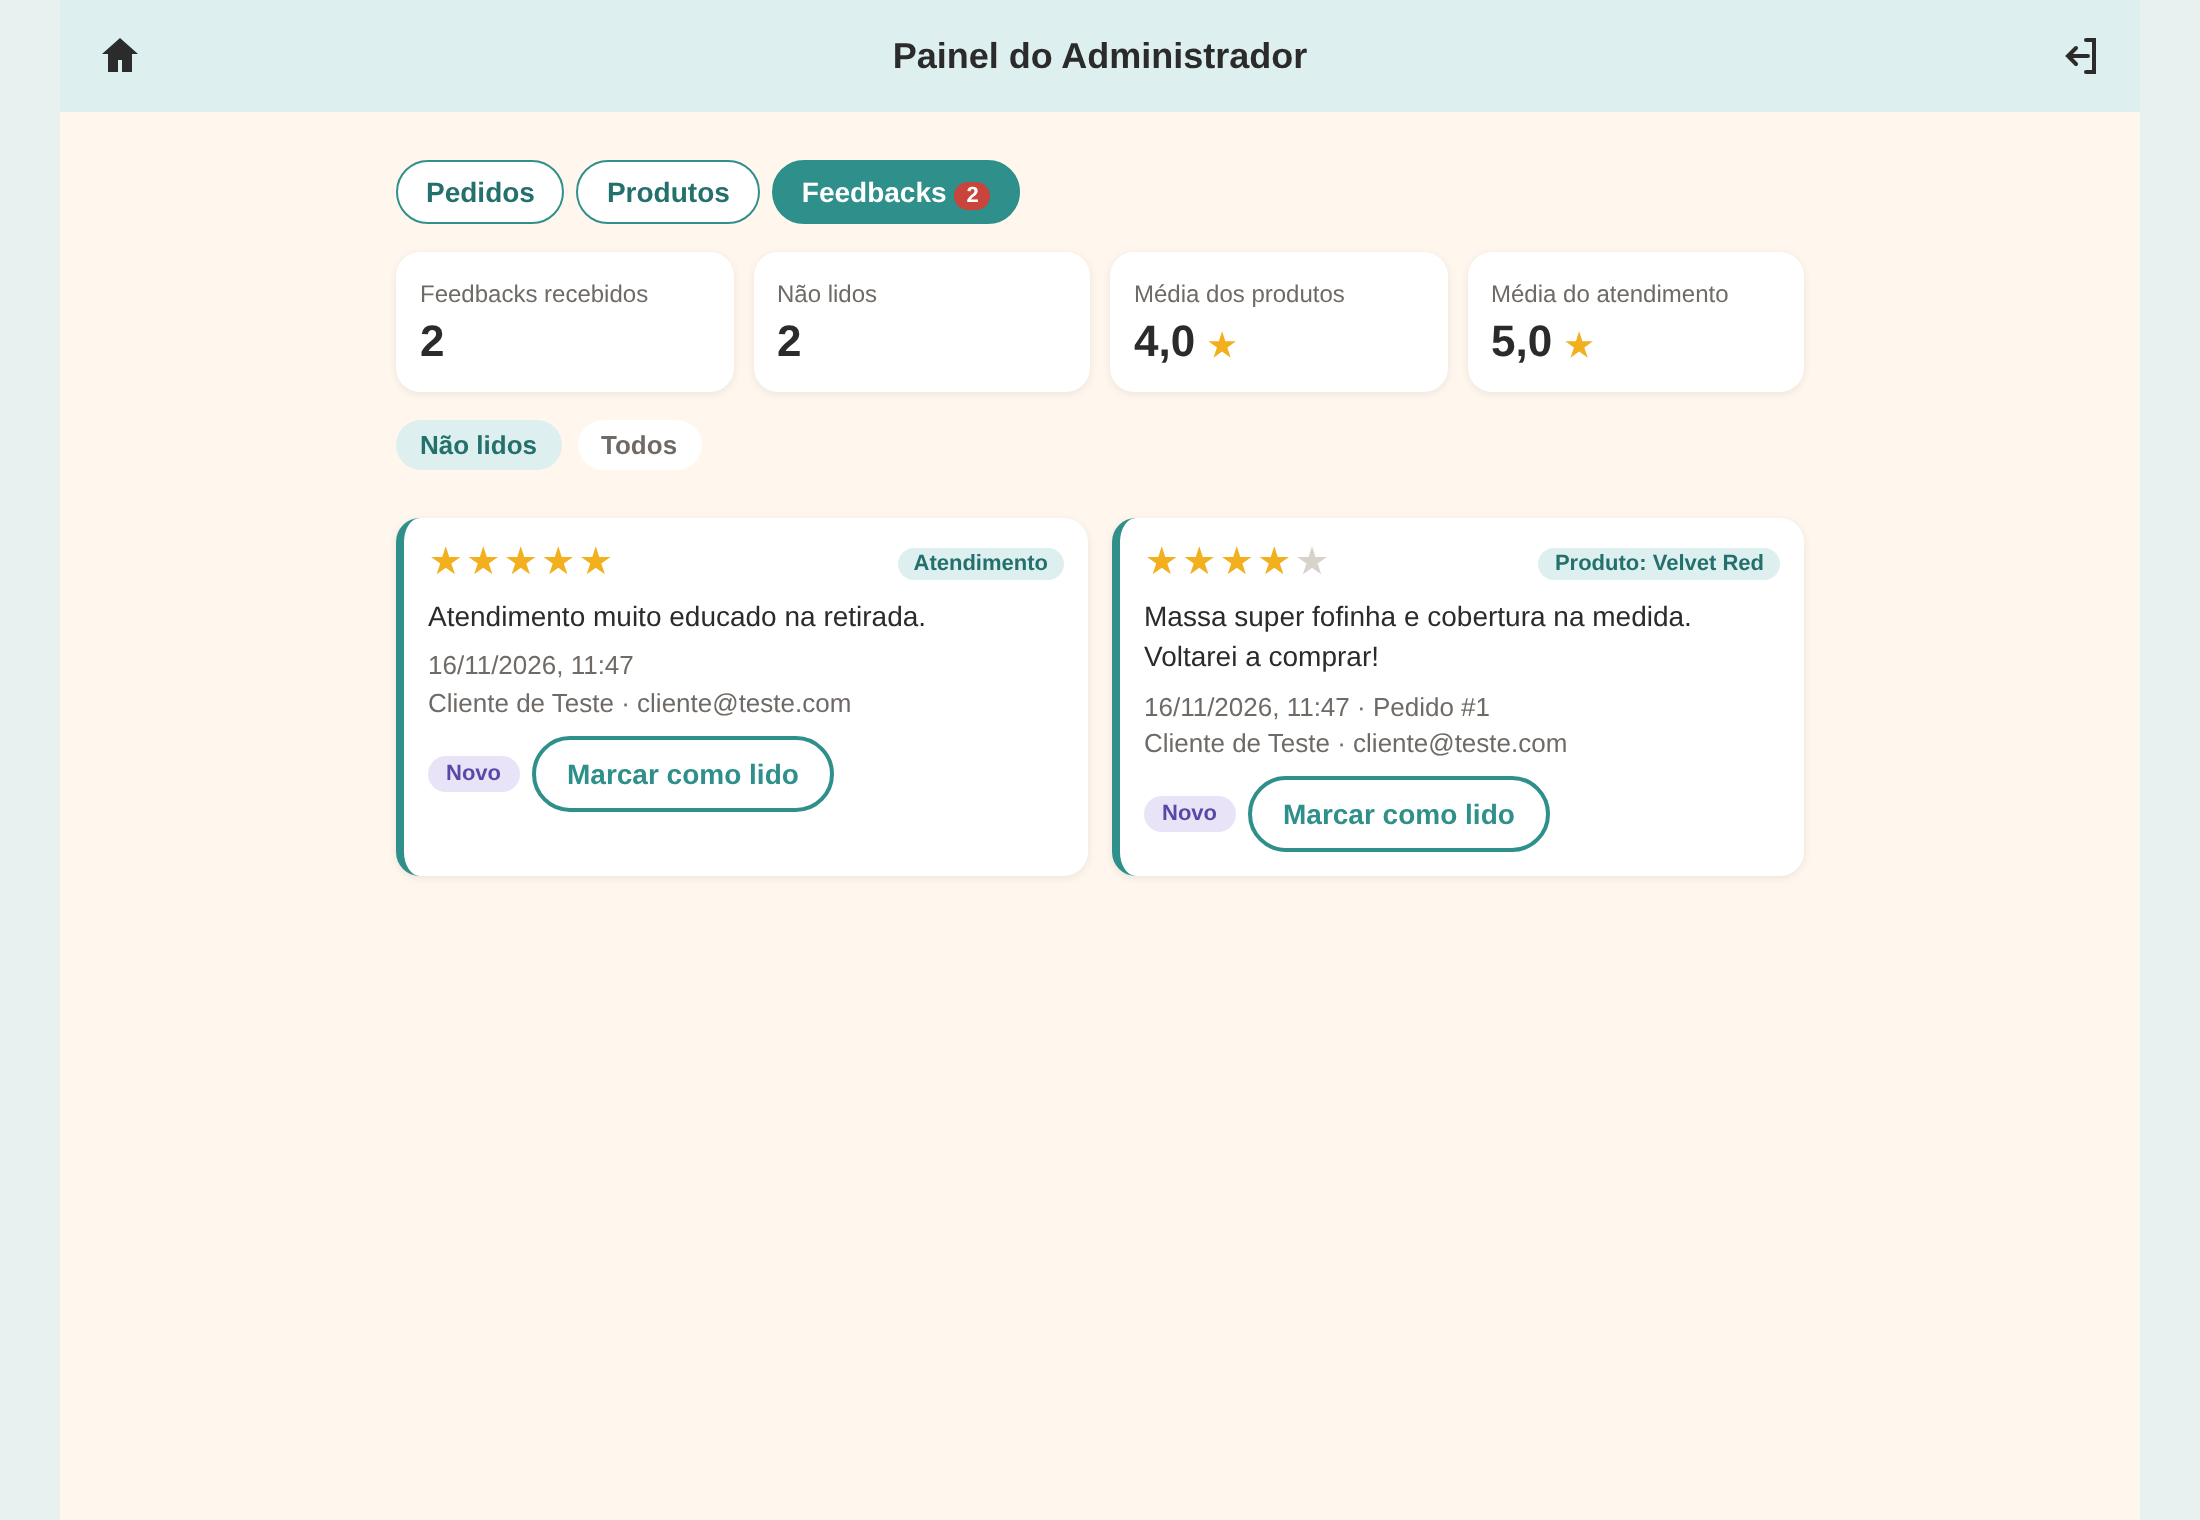 Painel do Administrador
Pedidos
Produtos
Feedbacks 2
Feedbacks recebidos
2
Não lidos
2
Média dos produtos
4,0 ★
Média do atendimento
5,0 ★
Não lidos
Todos
★★★★★
Atendimento
Atendimento muito educado na retirada.
16/11/2026, 11:47
Cliente de Teste · cliente@teste.com
Novo
Marcar como lido
★★★★★
Produto: Velvet Red
Massa super fofinha e cobertura na medida.
Voltarei a comprar!
16/11/2026, 11:47 · Pedido #1
Cliente de Teste · cliente@teste.com
Novo
Marcar como lido